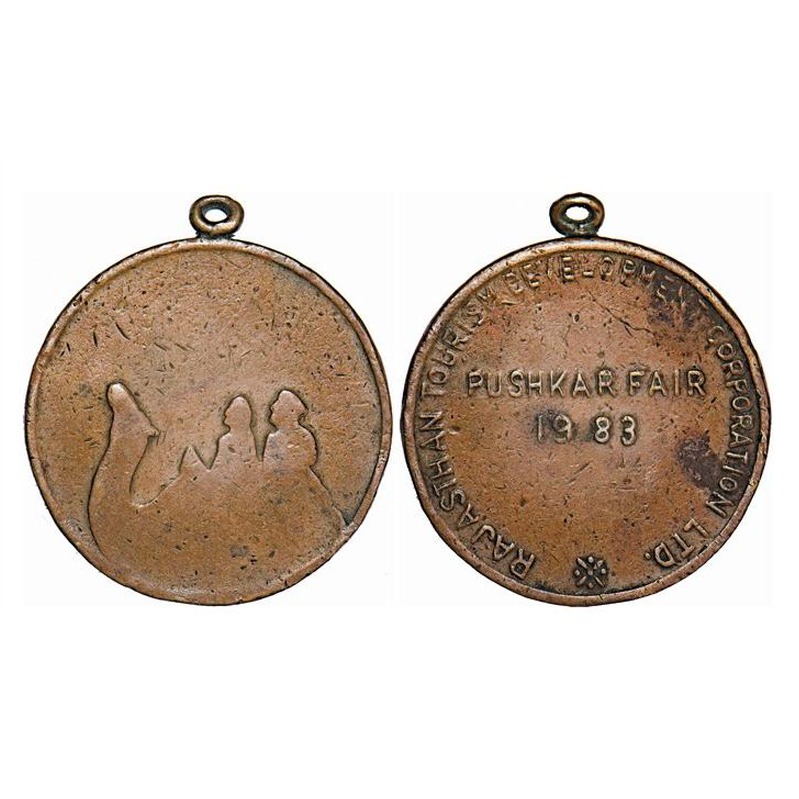 RAJASTHAN TOURISM DEVELOPMENT CORPORATION LTD.
PUSHKAR FAIR
1983